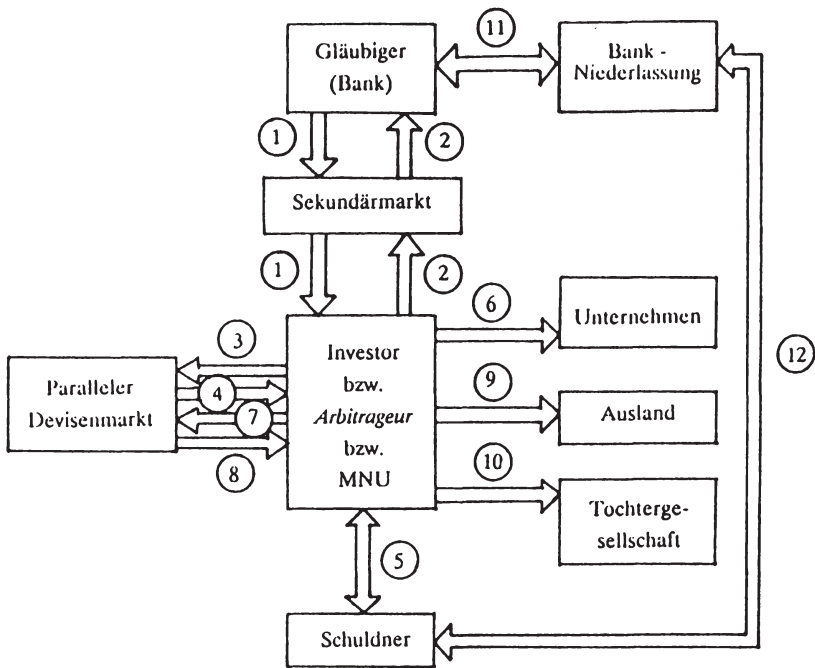 11
Gläubiger
(Bank)
Bank -
Niederlassung
1
2
Sekundärmarkt
1
2
6
Unternehmen
3
12
Paralleler
Devisenmarkt
4
7
8
Investor
bzw.
Arbitrageur
bzw.
MNU
9
Ausland
10
Tochterge-
sellschaft
5
Schuldner